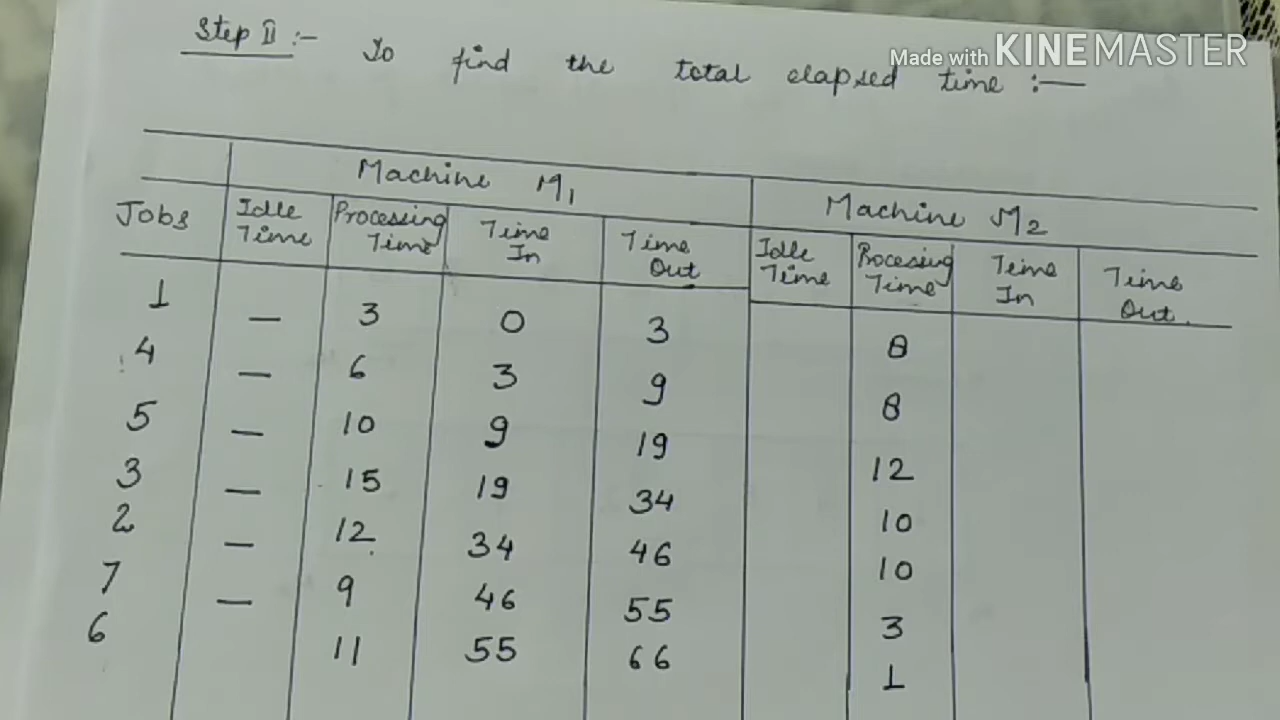 Made with KINEMASTER
Step II :- To find the total elapsed time :—
Machine M1 Machine M2
Jobs Idle Time Processing Time Time In Time Out Idle Time Processing Time Time In Time Out
1 — 3 0 3 8
4 — 6 3 9 8
5 — 10 9 19 12
3 — 15 19 34 10
2 — 12 34 46 10
7 — 9 46 55 3
6 11 55 66 1